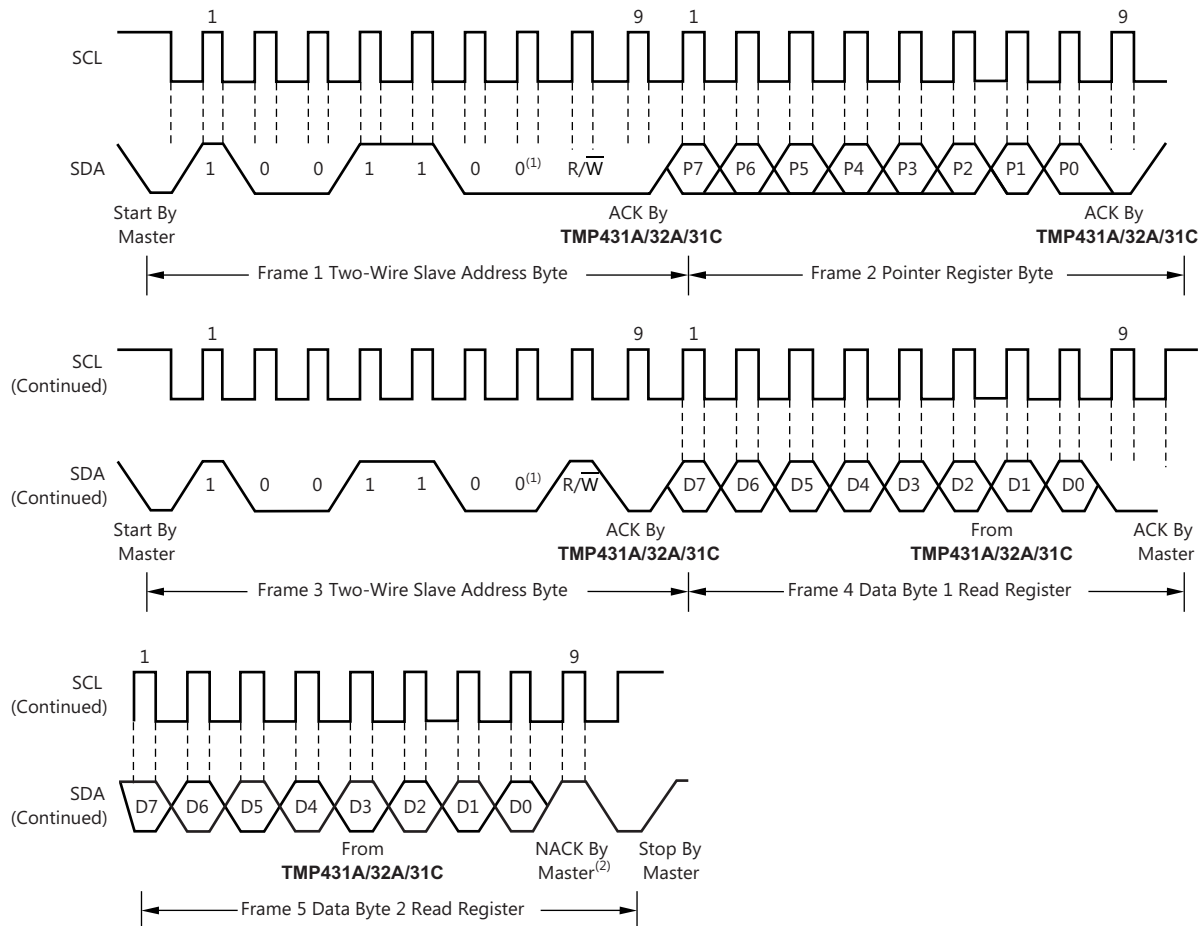 1 9 1 9
SCL
SDA 1 0 0 1 1 0 0(1) R/W̅ P7 P6 P5 P4 P3 P2 P1 P0
Start By
Master
ACK By
TMP431A/32A/31C
ACK By
TMP431A/32A/31C
Frame 1 Two-Wire Slave Address Byte
Frame 2 Pointer Register Byte
1 9 1 9
SCL
(Continued)
SDA
(Continued)
1 0 0 1 1 0 0(1) R/W̅ D7 D6 D5 D4 D3 D2 D1 D0
Start By
Master
ACK By
TMP431A/32A/31C
From
TMP431A/32A/31C
ACK By
Master
Frame 3 Two-Wire Slave Address Byte
Frame 4 Data Byte 1 Read Register
1 9
SCL
(Continued)
SDA
(Continued)
D7 D6 D5 D4 D3 D2 D1 D0
From
TMP431A/32A/31C
NACK By
Master(2)
Stop By
Master
Frame 5 Data Byte 2 Read Register